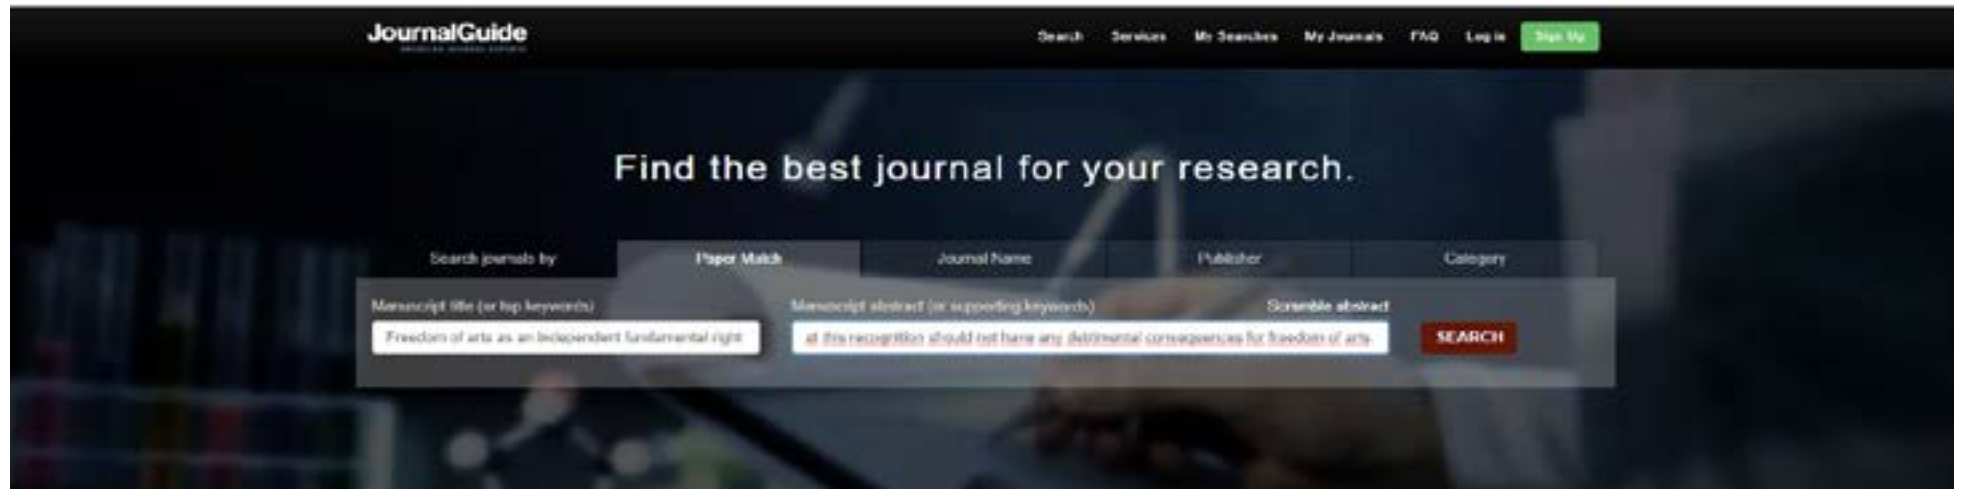 JournalGuide
AMERICAN JOURNAL EXPERTS
Search Services My Searches My Journals FAQ Log in Sign Up
Find the best journal for your research.
Search journals by Paper Match Journal Name Publisher Category
Manuscript title (or top keywords) Manuscript abstract (or supporting keywords) Scramble abstract
Freedom of arts as an independent fundamental right at this recognition should not have any detrimental consequences for freedom of arts. SEARCH